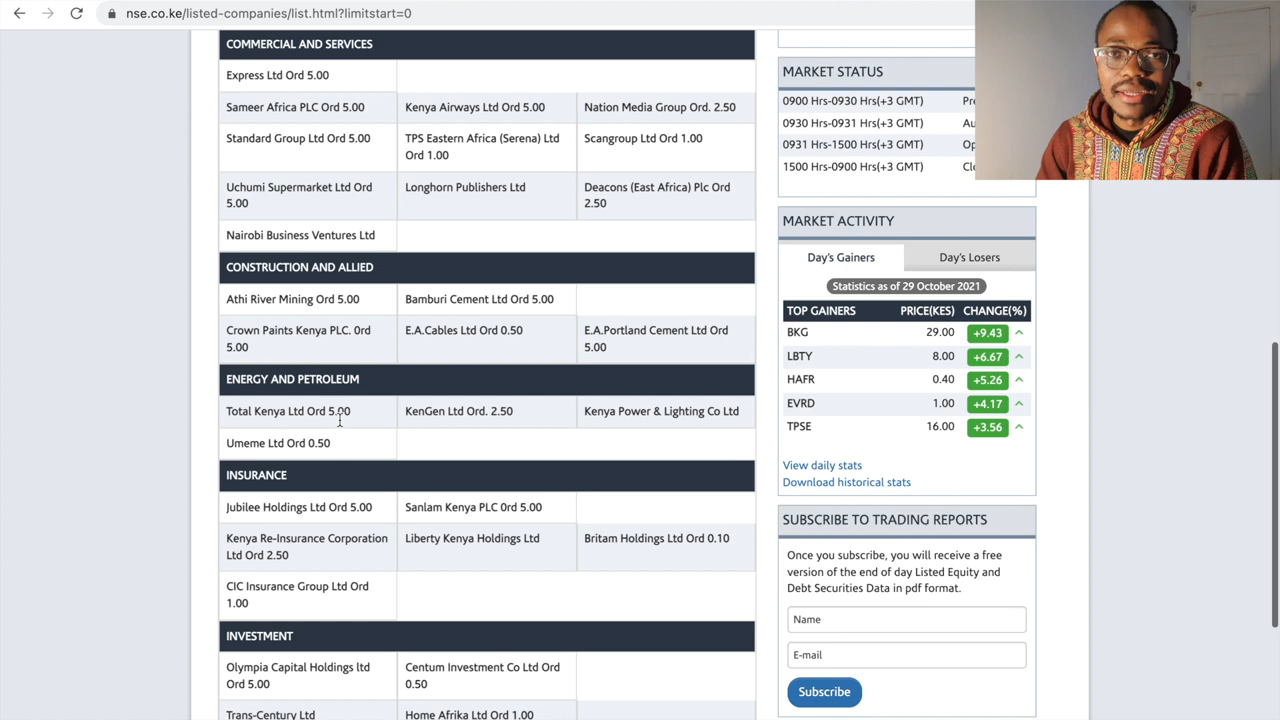 nse.co.ke/listed-companies/list.html?limitstart=0
COMMERCIAL AND SERVICES
Express Ltd Ord 5.00
Sameer Africa PLC Ord 5.00
Kenya Airways Ltd Ord 5.00
Nation Media Group Ord. 2.50
Standard Group Ltd Ord 5.00
TPS Eastern Africa (Serena) Ltd
Ord 1.00
Scangroup Ltd Ord 1.00
Uchumi Supermarket Ltd Ord
5.00
Longhorn Publishers Ltd
Deacons (East Africa) Plc Ord
2.50
Nairobi Business Ventures Ltd
CONSTRUCTION AND ALLIED
Athi River Mining Ord 5.00
Bamburi Cement Ltd Ord 5.00
Crown Paints Kenya PLC. 0rd
5.00
E.A.Cables Ltd Ord 0.50
E.A.Portland Cement Ltd Ord
5.00
ENERGY AND PETROLEUM
Total Kenya Ltd Ord 5.00
KenGen Ltd Ord. 2.50
Kenya Power & Lighting Co Ltd
Umeme Ltd Ord 0.50
INSURANCE
Jubilee Holdings Ltd Ord 5.00
Sanlam Kenya PLC 0rd 5.00
Kenya Re-Insurance Corporation
Ltd Ord 2.50
Liberty Kenya Holdings Ltd
Britam Holdings Ltd Ord 0.10
CIC Insurance Group Ltd Ord
1.00
INVESTMENT
Olympia Capital Holdings ltd
Ord 5.00
Centum Investment Co Ltd Ord
0.50
Trans-Century Ltd
Home Afrika Ltd Ord 1.00
MARKET STATUS
0900 Hrs-0930 Hrs(+3 GMT) Pre
0930 Hrs-0931 Hrs(+3 GMT) Au
0931 Hrs-1500 Hrs(+3 GMT) Op
1500 Hrs-0900 Hrs(+3 GMT) Clo
MARKET ACTIVITY
Day's Gainers Day's Losers
Statistics as of 29 October 2021
TOP GAINERS PRICE(KES) CHANGE(%)
BKG 29.00 +9.43
LBTY 8.00 +6.67
HAFR 0.40 +5.26
EVRD 1.00 +4.17
TPSE 16.00 +3.56
View daily stats
Download historical stats
SUBSCRIBE TO TRADING REPORTS
Once you subscribe, you will receive a free
version of the end of day Listed Equity and
Debt Securities Data in pdf format.
Name
E-mail
Subscribe